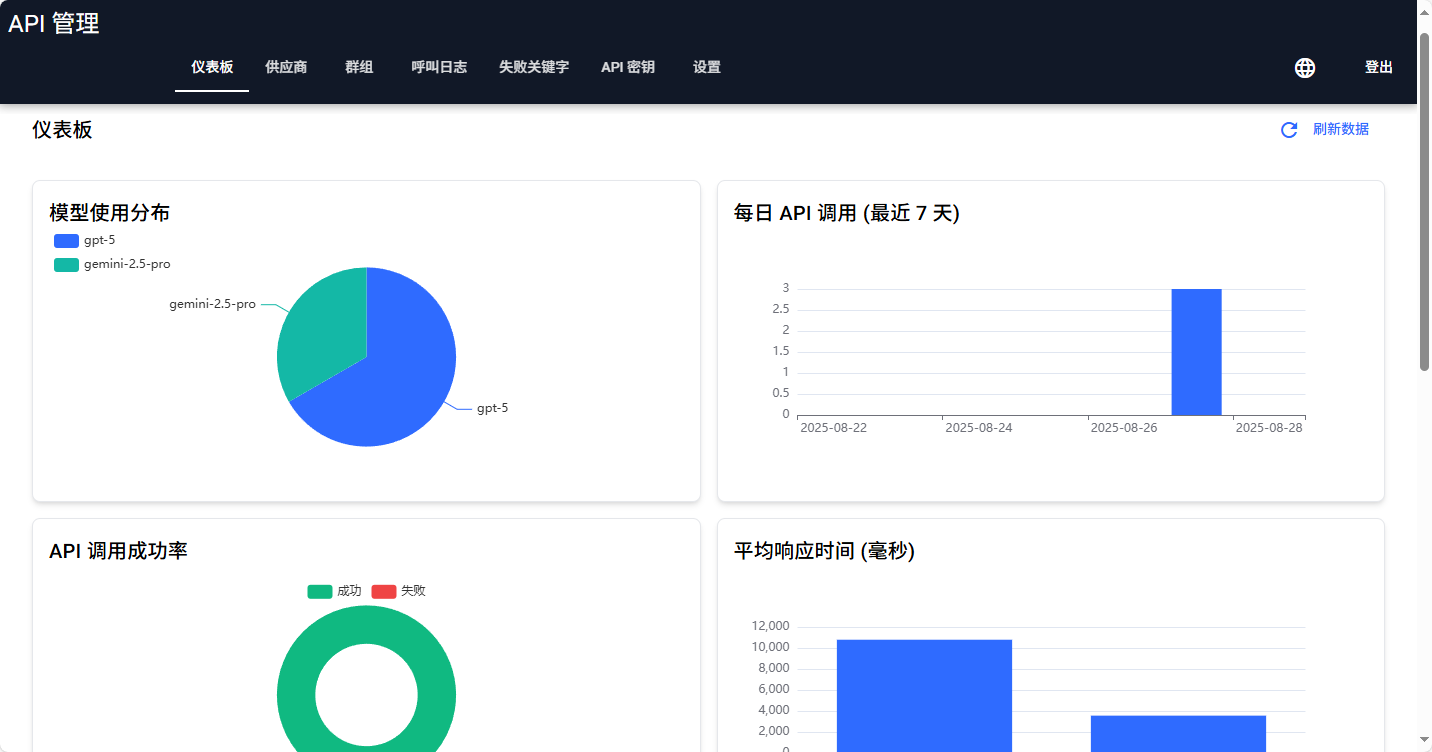 API 管理
仪表板
供应商
群组
呼叫日志
失败关键字
API 密钥
设置
登出
仪表板
刷新数据
模型使用分布
gpt-5
gemini-2.5-pro
gemini-2.5-pro
gpt-5
每日 API 调用 (最近 7 天)
3
2.5
2
1.5
1
0.5
0
2025-08-22
2025-08-24
2025-08-26
2025-08-28
API 调用成功率
成功
失败
平均响应时间 (毫秒)
12,000
10,000
8,000
6,000
4,000
2,000
0